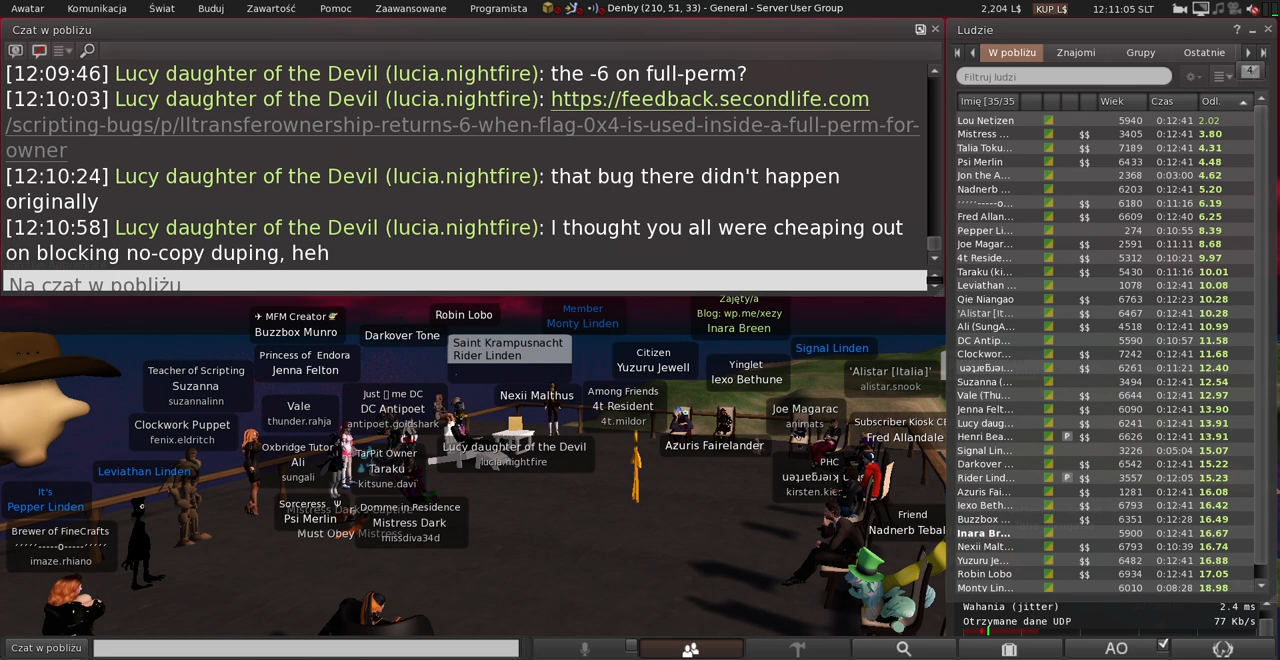 Awatar Komunikacja Świat Buduj Zawartość Pomoc Zaawansowane Programista Denby (210, 51, 33) - General - Server User Group 2,204 L$ KUP L$ 12:11:05 SLT
Czat w pobliżu
[12:09:46] Lucy daughter of the Devil (lucia.nightfire): the -6 on full-perm?
[12:10:03] Lucy daughter of the Devil (lucia.nightfire): https://feedback.secondlife.com
/scripting-bugs/p/lltransferownership-returns-6-when-flag-0x4-is-used-inside-a-full-perm-for-
owner
[12:10:24] Lucy daughter of the Devil (lucia.nightfire): that bug there didn't happen
originally
[12:10:58] Lucy daughter of the Devil (lucia.nightfire): I thought you all were cheaping out
on blocking no-copy duping, heh
Na czat w pobliżu
✈ MFM Creator
Buzzbox Munro
Darkover Tone
Robin Lobo
Saint Krampusnacht
Rider Linden
Member
Monty Linden
Zajęty/a
Blog: wp.me/xezy
Inara Breen
Princess of Endora
Jenna Felton
Citizen
Yuzuru Jewell
Yinglet
Iexo Bethune
Signal Linden
Teacher of Scripting
Suzanna
suzannalinn
Vale
thunder.rahja
Just ▯ me DC
DC Antipoet
antipoet.goldshark
Nexii Malthus
Among Friends
4t Resident
4t.mildor
'Alistar [Italia]'
alistar.snook
Joe Magarac
animats
Clockwork Puppet
fenix.eldritch
Oxbridge Tutor
Ali
sungali
TarPit Owner
Taraku
kitsune.davi
Lucy daughter of the Devil
lucia.nightfire
Azuris Fairelander
Subscriber Kiosk CE
Fred Allandale
PHC
kirsten.kie
Leviathan Linden
It's
Pepper Linden
Brewer of FineCrafts
imaze.rhiano
Sorceress
Psi Merlin
Must Obey Mistress
Domme in Residence
Mistress Dark
missdiva34d
Friend
Nadnerb Tebal
Ludzie
W pobliżu Znajomi Grupy Ostatnie
Filtruj ludzi
4
Imię [35/35 Wiek Czas Odl.
Lou Netizen 5940 0:12:41 2.02
Mistress ... $$ 3405 0:12:41 3.80
Talia Toku... $$ 7189 0:12:41 4.31
Psi Merlin $$ 6433 0:12:41 4.48
Jon the A... 2368 0:03:00 4.62
Nadnerb ... 6203 0:12:41 5.20
´´´´´-----o... $$ 6180 0:11:16 6.19
Fred Allan... $$ 6609 0:12:40 6.25
Pepper Li... 274 0:10:55 8.39
Joe Magar... $$ 2591 0:11:11 8.68
4t Reside... $$ 5312 0:10:21 9.97
Taraku (ki... $$ 5430 0:11:16 10.01
Leviathan ... 1078 0:12:41 10.08
Qie Niangao $$ 6763 0:12:23 10.28
'Alistar [It... $$ 6467 0:12:41 10.28
Ali (SungA... $$ 4518 0:12:41 10.99
DC Antip... 5590 0:10:57 11.58
Clockwor... $$ 7242 0:12:41 11.68
$$ 6261 0:11:21 12.40
Suzanna (... 3494 0:12:41 12.54
Vale (Thu... $$ 6644 0:12:41 12.97
Jenna Felt... $$ 6090 0:12:41 13.90
Lucy daug... $$ 6241 0:12:41 13.91
Henri Bea... P $$ 6626 0:12:41 13.91
Signal Lin... 3226 0:05:04 15.07
Darkover ... $$ 6542 0:12:41 15.22
Rider Lind... P $$ 3557 0:12:05 15.23
Azuris Fai... $$ 1281 0:12:41 16.08
Iexo Beth... $$ 6793 0:12:41 16.42
Buzzbox ... $$ 6351 0:12:28 16.49
Inara Br... 5900 0:12:41 16.67
Nexii Malt... $$ 6793 0:10:39 16.74
Yuzuru Je... $$ 6482 0:12:41 16.88
Robin Lobo $$ 6934 0:12:41 17.05
Monty Lin... 6010 0:08:28 18.98
Wahania (jitter) 2.4 ms
Otrzymane dane UDP 77 Kb/s
Czat w pobliżu
AO